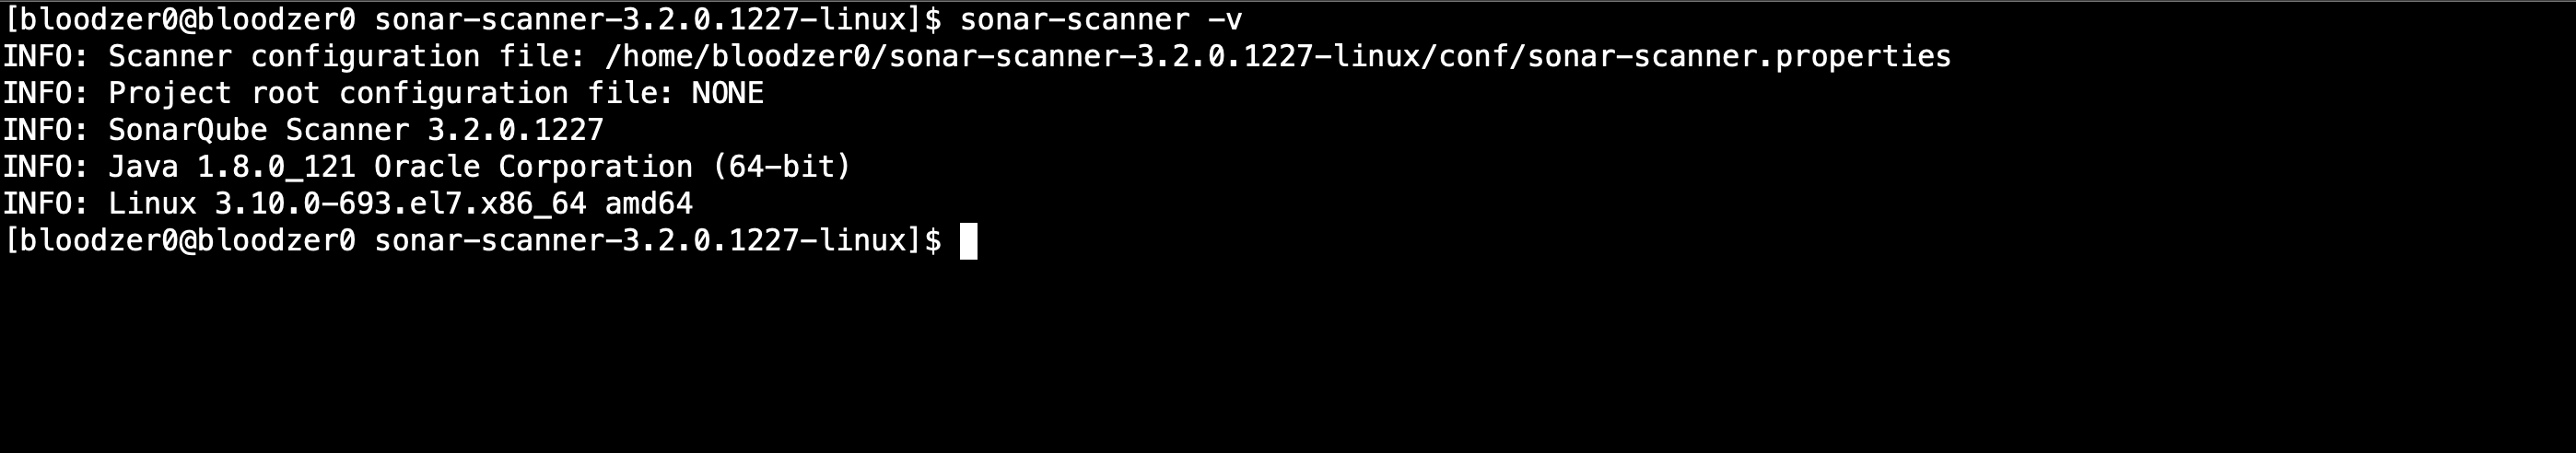 [bloodzer0@bloodzer0 sonar-scanner-3.2.0.1227-linux]$ sonar-scanner -v
INFO: Scanner configuration file: /home/bloodzer0/sonar-scanner-3.2.0.1227-linux/conf/sonar-scanner.properties
INFO: Project root configuration file: NONE
INFO: SonarQube Scanner 3.2.0.1227
INFO: Java 1.8.0_121 Oracle Corporation (64-bit)
INFO: Linux 3.10.0-693.el7.x86_64 amd64
[bloodzer0@bloodzer0 sonar-scanner-3.2.0.1227-linux]$